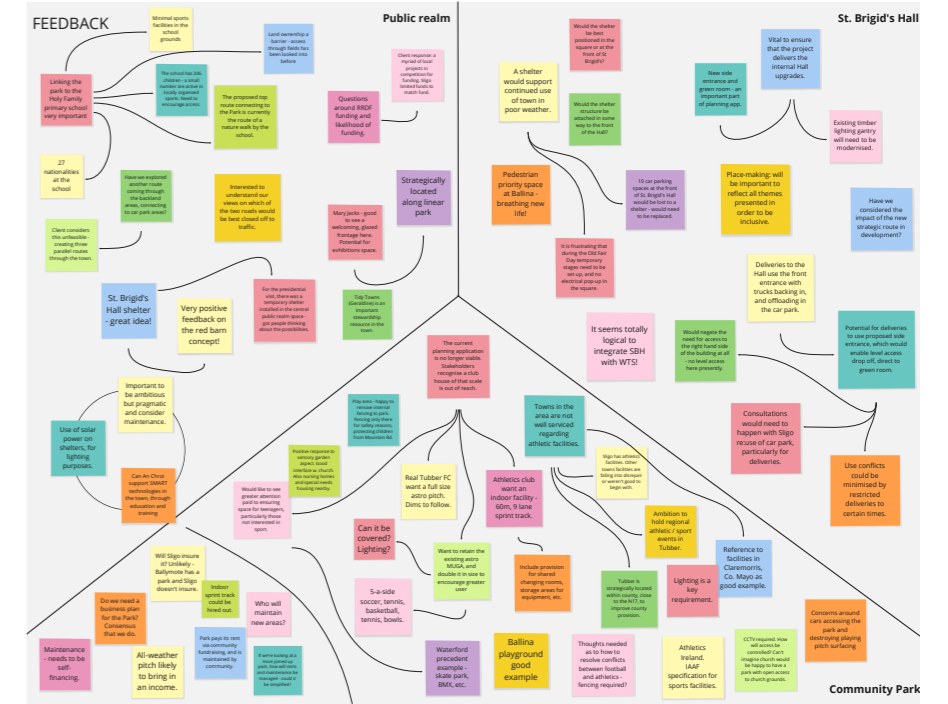 FEEDBACK
Public realm
St. Brigid's Hall
Minimal sports
facilities in the
school
grounds
Land ownership a
barrier - access
through fields has
been looked into
before
Client response: a
myriad of local
projects in
competition for
funding. Sligo
limited funds to
match fund.
Linking the
park to the
Holy Family
primary school
very important
The school has 206
children - a small
number are active in
locally organised
sports. Need to
encourage access.
The proposed top
route connecting to
the Park is currently
the route of a
nature walk by the
school.
Questions
around RRDF
funding and
likelihood of
funding.
27
nationalities
at the
school
Have we explored
another route
coming through
the backland
areas, connecting
to car park areas?
Interested to
understand our
views on which of
the two roads would
be best closed off to
traffic.
Strategically
located
along linear
park
Mary Jacks - good
to see a
welcoming, glazed
frontage here.
Potential for
exhibitions space.
Client considers
this unfeasible -
creating three
parallel routes
through the town.
St. Brigid's
Hall shelter
- great idea!
Very positive
feedback on
the red barn
concept!
For the presidential
visit, there was a
temporary shelter
installed in the central
public realm space -
got people thinking
about the possibilities.
Tidy Towns
(Geraldine) is an
important
stewardship
resource in the
town.
Important to
be ambitious
but pragmatic
and consider
maintenance.
Use of solar
power on
shelters, for
lighting
purposes.
Can An Chroí
support SMART
technologies in
the town, through
education and
training
Would the shelter
be best
positioned in the
square or at the
front of St
Brigid's?
A shelter
would support
continued use
of town in
poor weather.
Would the shelter
structure be
attached in some
way to the front
of the Hall?
New side
entrance and
green room - an
important part
of planning app.
Vital to ensure
that the project
delivers the
internal Hall
upgrades.
Existing timber
lighting gantry
will need to be
modernised.
Pedestrian
priority space
at Ballina -
breathing new
life!
10 car parking
spaces at the front
of St. Brigid's Hall
would be lost to a
shelter - would need
to be replaced.
Place-making: will
be important to
reflect all themes
presented in
order to be
inclusive.
Have we
considered the
impact of the new
strategic route in
development?
It is frustrating that
during the Old Fair
Day temporary
stages need to be
set up, and no
electrical pop-up in
the square.
Deliveries to the
Hall use the front
entrance with
trucks backing in,
and offloading in
the car park.
It seems totally
logical to
integrate SBH
with WTS!
Would negate the
need for access to
the right hand side
of the building at all
- no level access
here presently.
Potential for deliveries
to use proposed side
entrance, which would
enable level access
drop off, direct to
green room.
Consultations
would need to
happen with Sligo
re:use of car park,
particularly for
deliveries.
Use conflicts
could be
minimised by
restricted
deliveries to
certain times.
The current
planning application
is no longer viable.
Stakeholders
recognise a club
house of that scale
is out of reach.
Play area - happy to
remove internal
fencing to park.
Fencing only there
for safety reasons,
protecting children
from Mountain Rd.
Towns in the
area are not
well serviced
regarding
athletic facilities.
Positive response to
sensory garden
aspect. Good
interface w. church.
Also nursing homes
and special needs
housing nearby.
Would like to see
greater attention
paid to ensuring
space for teenagers,
particularly those
not interested in
sport.
Real Tubber FC
want a full size
astro pitch.
Dims to follow.
Athletics club
want an
indoor facility -
60m, 9 lane
sprint track.
Sligo has athletics
facilities. Other
towns facilities are
falling into disrepair
or weren't good to
begin with.
Ambition to
hold regional
athletic / sport
events in
Tubber.
Can it be
covered?
Lighting?
Want to retain the
existing astro
MUGA, and
double it in size to
encourage greater
user
Include provision
for shared
changing rooms,
storage areas for
equipment, etc.
Reference to
facilities in
Claremorris,
Co. Mayo as
good example.
Will Sligo insure
it? Unlikely -
Ballymote has a
park and Sligo
doesn't insure.
Indoor
sprint track
could be
hired out.
5-a-side
soccer, tennis,
basketball,
tennis, bowls.
Tubber is
strategically located
within county, close
to the N17, to
improve county
provision.
Lighting is a
key
requirement.
Do we need a
business plan
for the Park?
Consensus
that we do.
Who will
maintain
new areas?
Concerns around
cars accessing the
park and
destroying playing
pitch surfacing
Maintenance
- needs to be
self-
financing.
All-weather
pitch likely
to bring in
an income.
Park pays its rent
via community
fundraising, and is
maintained by
community.
If we're looking at a
more joined up
park, how will rents
and maintenance be
managed - could it
be simplified?
Waterford
precedent
example -
skate park,
BMX, etc.
Ballina
playground
good
example
Thoughts needed
as to how to
resolve conflicts
between football
and athletics -
fencing required?
Athletics
Ireland.
IAAF
specification for
sports facilities.
CCTV required. How
will access be
controlled? Can't
imagine church would
be happy to have a
park with open access
to church grounds.
Community Park